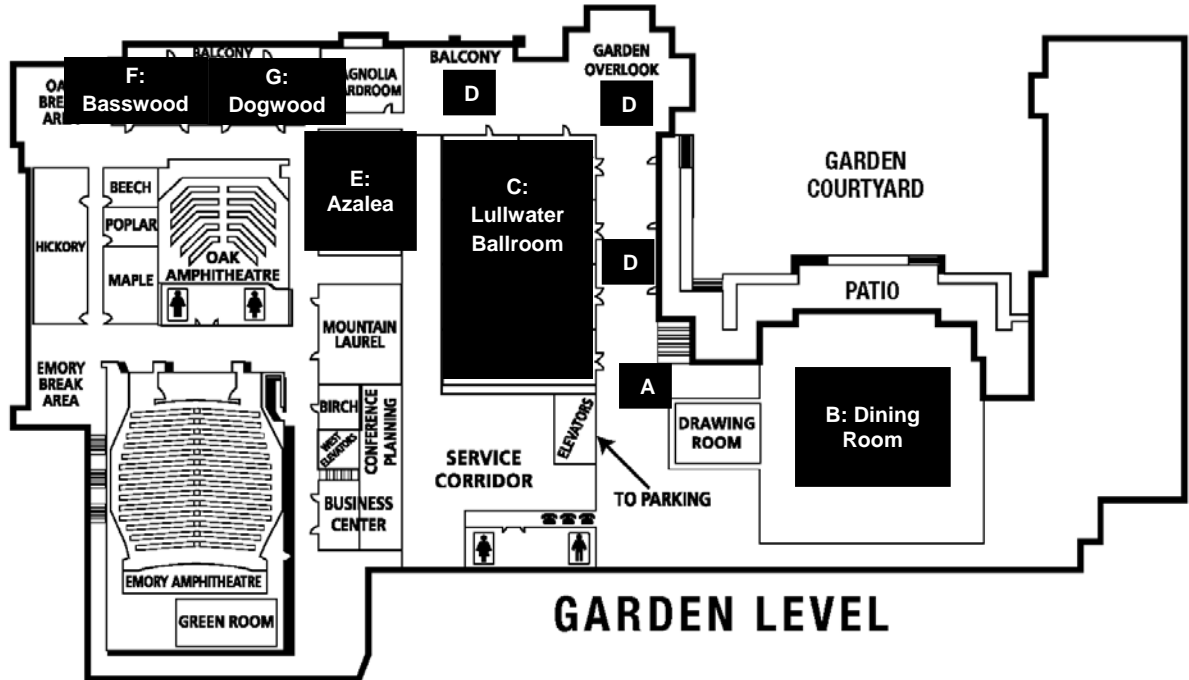 BALCONY
BALCONY
GARDEN
OVERLOOK
F:
Basswood
G:
Dogwood
D
D
E:
Azalea
C:
Lullwater
Ballroom
GARDEN
COURTYARD
BEECH
POPLAR
HICKORY
MAPLE
OAK
AMPHITHEATRE
D
PATIO
MOUNTAIN
LAUREL
EMORY
BREAK
AREA
A
BIRCH
CONFERENCE
PLANNING
WEST
ELEVATORS
ELEVATORS
DRAWING
ROOM
B: Dining
Room
SERVICE
CORRIDOR
TO PARKING
BUSINESS
CENTER
EMORY AMPHITHEATRE
GREEN ROOM
GARDEN LEVEL